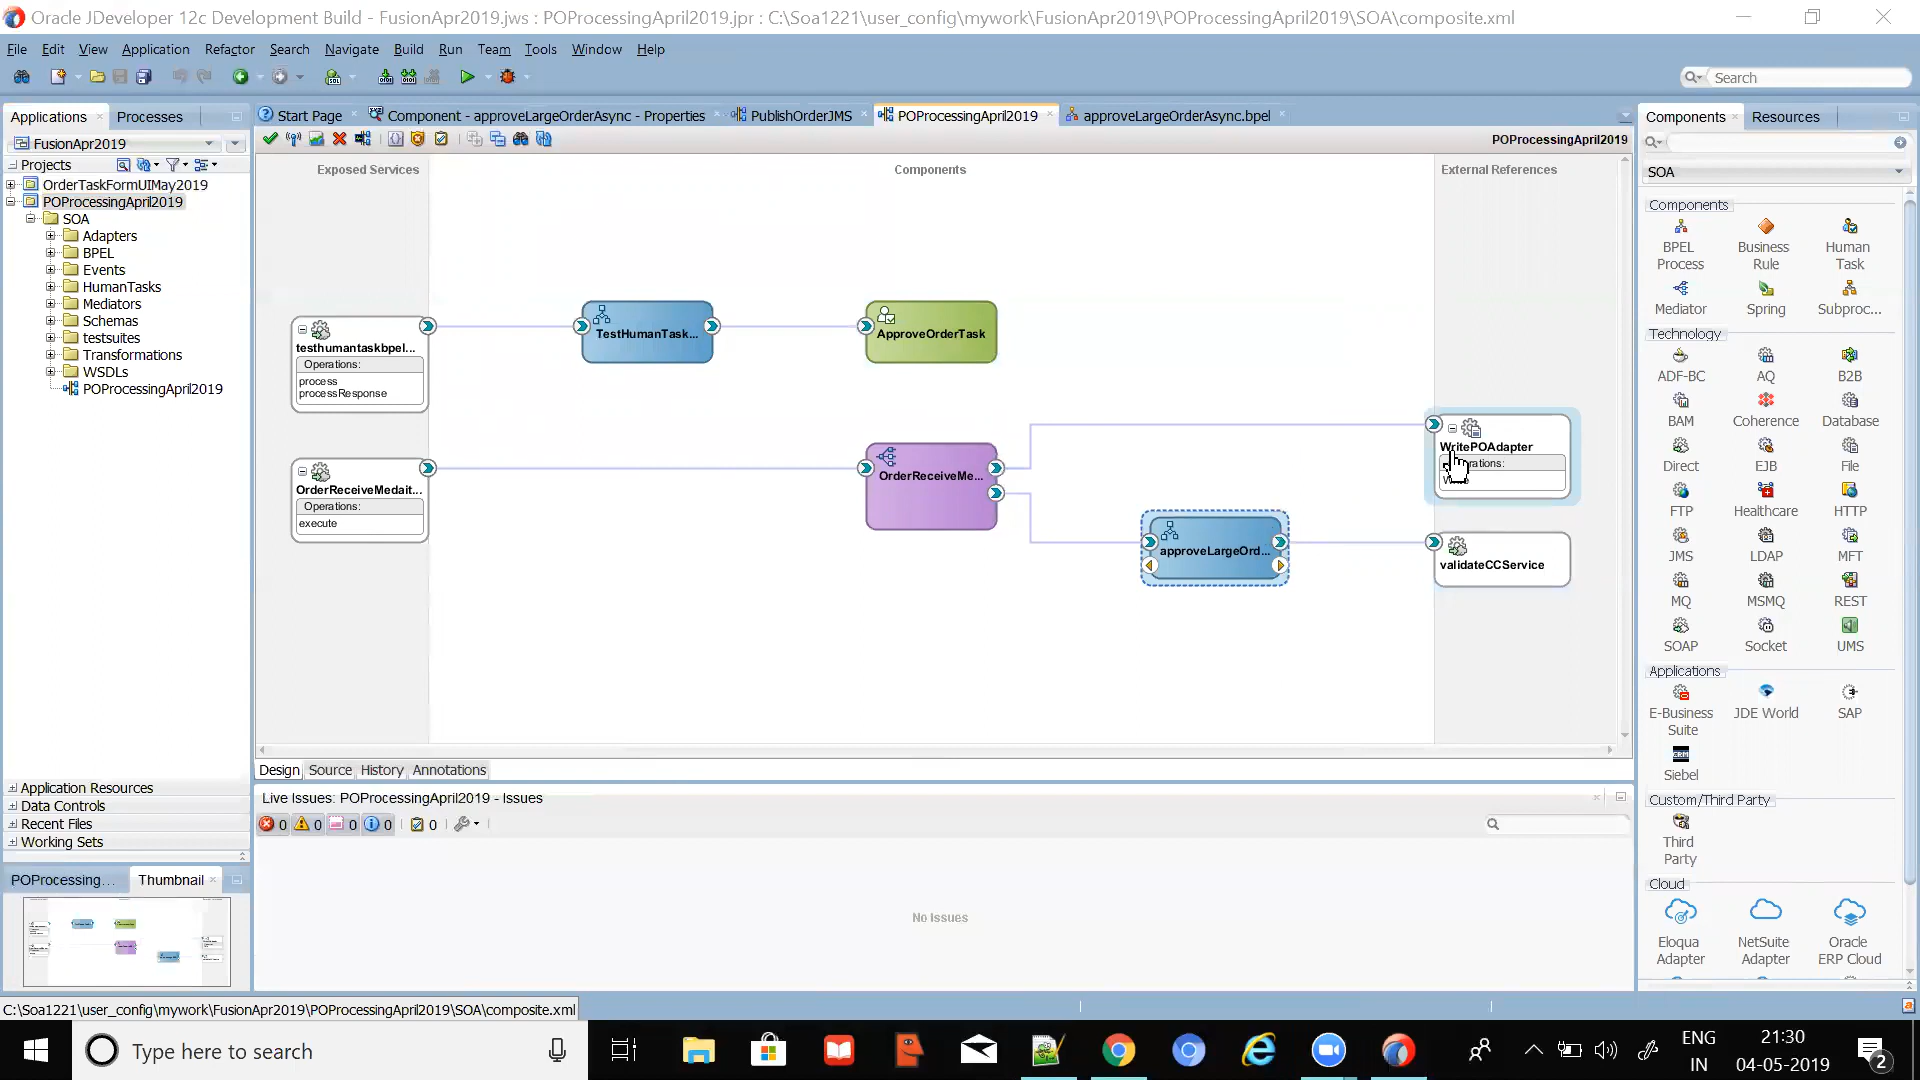 Oracle JDeveloper 12c Development Build - FusionApr2019.jws : POProcessingApril2019.jpr : C:\Soa1221\user_config\mywork\FusionApr2019\POProcessingApril2019\SOA\composite.xml
File Edit View Application Refactor Search Navigate Build Run Team Tools Window Help
Search
Applications Processes
Start Page Component - approveLargeOrderAsync - Properties PublishOrderJMS POProcessingApril2019 approveLargeOrderAsync.bpel
Components Resources
FusionApr2019
POProcessingApril2019
Projects
OrderTaskFormUIMay2019
POProcessingApril2019
SOA
Adapters
BPEL
Events
HumanTasks
Mediators
Schemas
testsuites
Transformations
WSDLs
POProcessingApril2019
Application Resources
Data Controls
Recent Files
Working Sets
POProcessing... Thumbnail
Exposed Services Components External References
testhumantaskbpel...
Operations:
process
processResponse
TestHumanTask...
ApproveOrderTask
OrderReceiveMedait...
Operations:
execute
OrderReceiveMe...
approveLargeOrd...
WritePOAdapter
validateCCService
Design Source History Annotations
Live Issues: POProcessingApril2019 - Issues
0 0 0 0 0
No Issues
SOA
Components
BPEL Process
Business Rule
Human Task
Mediator
Spring
Subproc...
Technology
ADF-BC AQ B2B
BAM Coherence Database
Direct EJB File
FTP Healthcare HTTP
JMS LDAP MFT
MQ MSMQ REST
SOAP Socket UMS
Applications
E-Business Suite
JDE World
SAP
Siebel
Custom/Third Party
Third Party
Cloud
Eloqua Adapter
NetSuite Adapter
Oracle ERP Cloud
C:\Soa1221\user_config\mywork\FusionApr2019\POProcessingApril2019\SOA\composite.xml
Type here to search
ENG
IN
21:30
04-05-2019
2